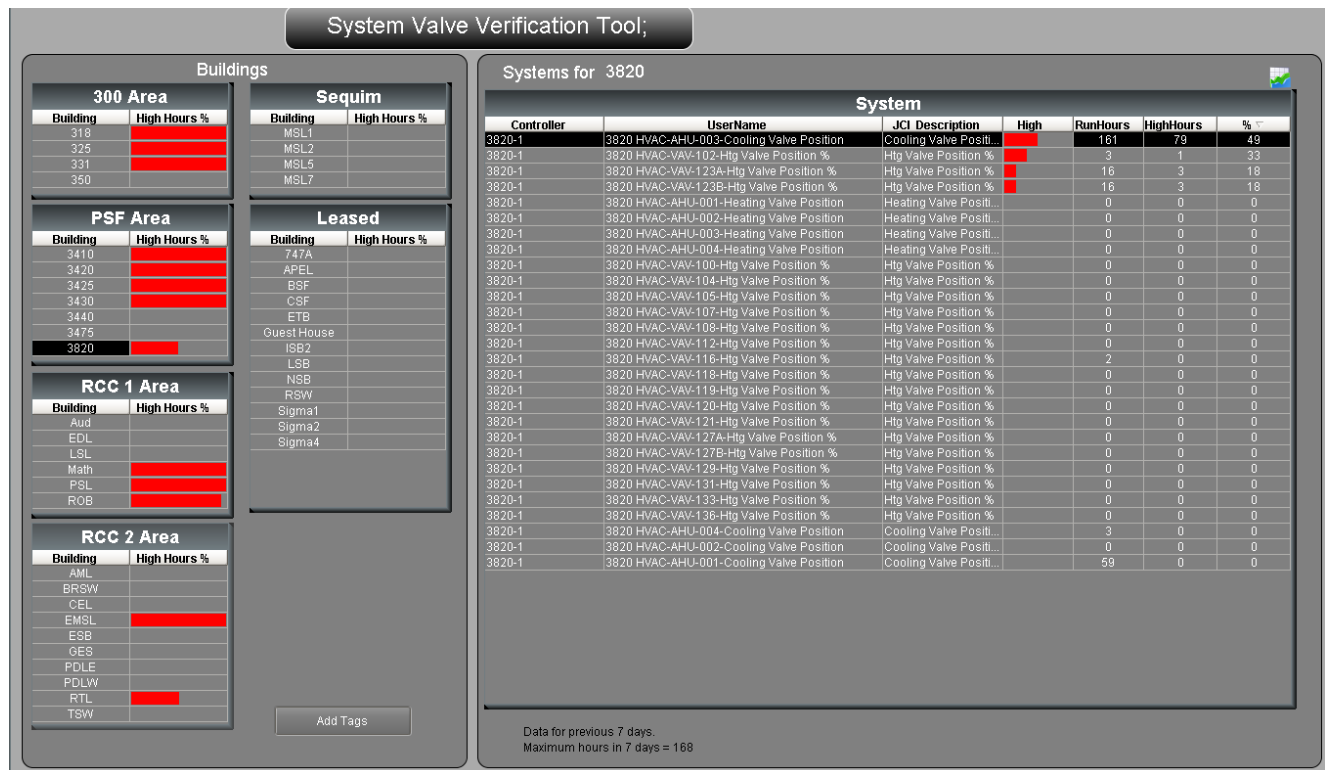 System Valve Verification Tool;
Buildings
300 Area
Building High Hours %
318
325
331
350
PSF Area
Building High Hours %
3410
3420
3425
3430
3440
3475
3820
RCC 1 Area
Building High Hours %
Aud
EDL
LSL
Math
PSL
ROB
RCC 2 Area
Building High Hours %
AML
BRSW
CEL
EMSL
ESB
GES
PDLE
PDLW
RTL
TSW
Sequim
Building High Hours %
MSL1
MSL2
MSL5
MSL7
Leased
Building High Hours %
747A
APEL
BSF
CSF
ETB
Guest House
ISB2
LSB
NSB
RSW
Sigma1
Sigma2
Sigma4
Add Tags
Systems for 3820
System
Controller UserName JCI Description High RunHours HighHours %
3820-1 3820 HVAC-AHU-003-Cooling Valve Position Cooling Valve Positi... 161 79 49
3820-1 3820 HVAC-VAV-102-Htg Valve Position % Htg Valve Position % 3 1 33
3820-1 3820 HVAC-VAV-123A-Htg Valve Position % Htg Valve Position % 16 3 18
3820-1 3820 HVAC-VAV-123B-Htg Valve Position % Htg Valve Position % 16 3 18
3820-1 3820 HVAC-AHU-001-Heating Valve Position Heating Valve Positi... 0 0 0
3820-1 3820 HVAC-AHU-002-Heating Valve Position Heating Valve Positi... 0 0 0
3820-1 3820 HVAC-AHU-003-Heating Valve Position Heating Valve Positi... 0 0 0
3820-1 3820 HVAC-AHU-004-Heating Valve Position Heating Valve Positi... 0 0 0
3820-1 3820 HVAC-VAV-100-Htg Valve Position % Htg Valve Position % 0 0 0
3820-1 3820 HVAC-VAV-104-Htg Valve Position % Htg Valve Position % 0 0 0
3820-1 3820 HVAC-VAV-105-Htg Valve Position % Htg Valve Position % 0 0 0
3820-1 3820 HVAC-VAV-107-Htg Valve Position % Htg Valve Position % 0 0 0
3820-1 3820 HVAC-VAV-108-Htg Valve Position % Htg Valve Position % 0 0 0
3820-1 3820 HVAC-VAV-112-Htg Valve Position % Htg Valve Position % 0 0 0
3820-1 3820 HVAC-VAV-116-Htg Valve Position % Htg Valve Position % 2 0 0
3820-1 3820 HVAC-VAV-118-Htg Valve Position % Htg Valve Position % 0 0 0
3820-1 3820 HVAC-VAV-119-Htg Valve Position % Htg Valve Position % 0 0 0
3820-1 3820 HVAC-VAV-120-Htg Valve Position % Htg Valve Position % 0 0 0
3820-1 3820 HVAC-VAV-121-Htg Valve Position % Htg Valve Position % 0 0 0
3820-1 3820 HVAC-VAV-127A-Htg Valve Position % Htg Valve Position % 0 0 0
3820-1 3820 HVAC-VAV-127B-Htg Valve Position % Htg Valve Position % 0 0 0
3820-1 3820 HVAC-VAV-129-Htg Valve Position % Htg Valve Position % 0 0 0
3820-1 3820 HVAC-VAV-131-Htg Valve Position % Htg Valve Position % 0 0 0
3820-1 3820 HVAC-VAV-133-Htg Valve Position % Htg Valve Position % 0 0 0
3820-1 3820 HVAC-VAV-136-Htg Valve Position % Htg Valve Position % 0 0 0
3820-1 3820 HVAC-AHU-004-Cooling Valve Position Cooling Valve Positi... 3 0 0
3820-1 3820 HVAC-AHU-002-Cooling Valve Position Cooling Valve Positi... 0 0 0
3820-1 3820 HVAC-AHU-001-Cooling Valve Position Cooling Valve Positi... 59 0 0
Data for previous 7 days.
Maximum hours in 7 days = 168